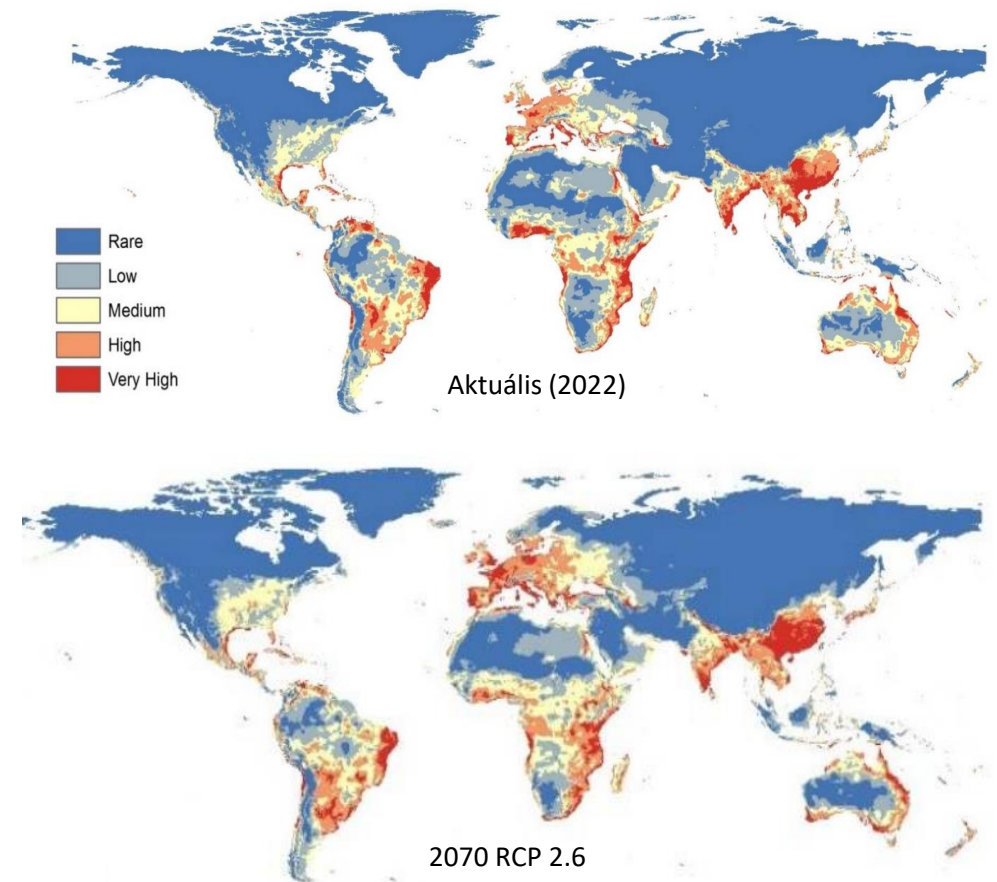 Rare
Low
Medium
High
Very High
Aktuális (2022)
2070 RCP 2.6